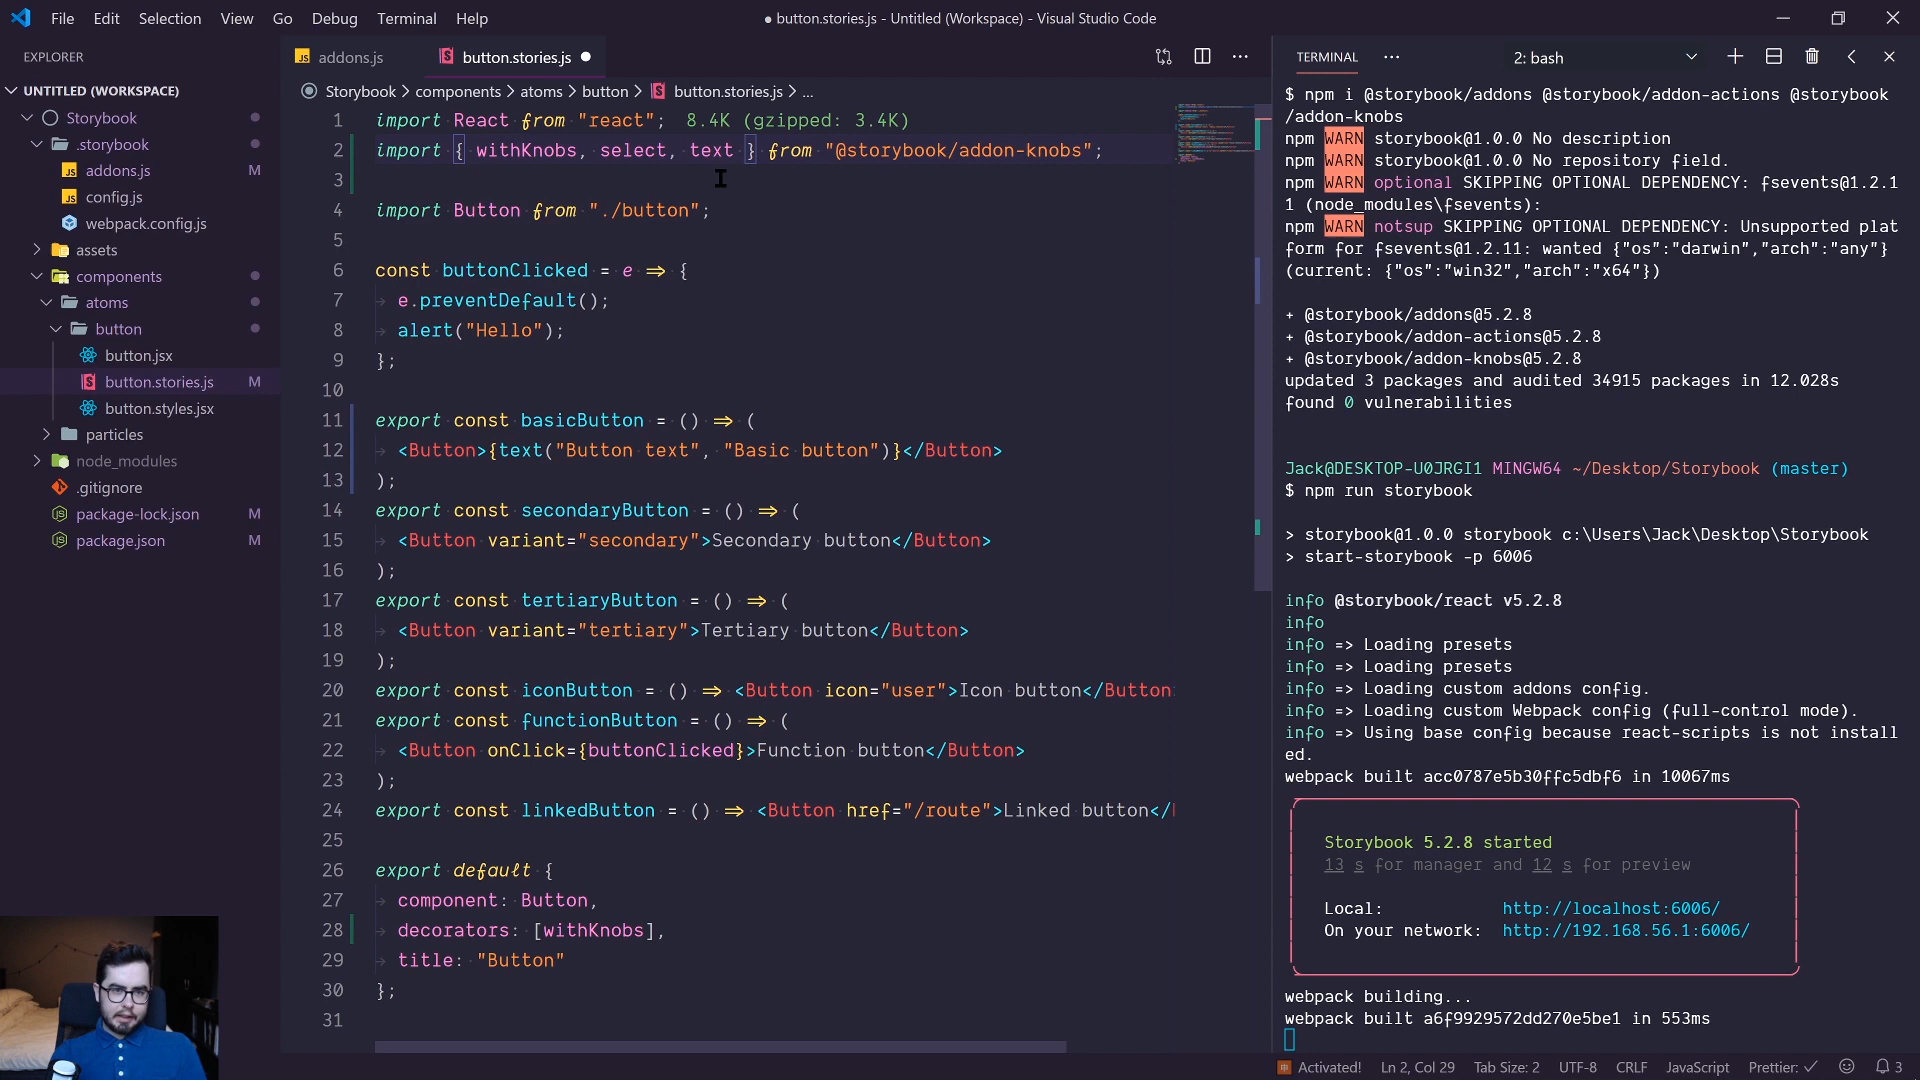 File Edit Selection View Go Debug Terminal Help
● button.stories.js - Untitled (Workspace) - Visual Studio Code
EXPLORER
UNTITLED (WORKSPACE)
Storybook
.storybook
JS addons.js M
JS config.js
webpack.config.js
assets
components
atoms
button
button.jsx
button.stories.js M
button.styles.jsx
particles
node_modules
.gitignore
package-lock.json M
package.json M
JS addons.js
button.stories.js ●
Storybook > components > atoms > button > button.stories.js > ...
1 import React from "react"; 8.4K (gzipped: 3.4K)
2 import { withKnobs, select, text } from "@storybook/addon-knobs";
3
4 import Button from "./button";
5
6 const buttonClicked = e => {
7 e.preventDefault();
8 alert("Hello");
9 };
10
11 export const basicButton = () => (
12 <Button>{text("Button text", "Basic button")}</Button>
13 );
14 export const secondaryButton = () => (
15 <Button variant="secondary">Secondary button</Button>
16 );
17 export const tertiaryButton = () => (
18 <Button variant="tertiary">Tertiary button</Button>
19 );
20 export const iconButton = () => <Button icon="user">Icon button</Button
21 export const functionButton = () => (
22 <Button onClick={buttonClicked}>Function button</Button>
23 );
24 export const linkedButton = () => <Button href="/route">Linked button</
25
26 export default {
27 component: Button,
28 decorators: [withKnobs],
29 title: "Button"
30 };
31
TERMINAL ··· 2: bash
$ npm i @storybook/addons @storybook/addon-actions @storybook
/addon-knobs
npm WARN storybook@1.0.0 No description
npm WARN storybook@1.0.0 No repository field.
npm WARN optional SKIPPING OPTIONAL DEPENDENCY: fsevents@1.2.1
1 (node_modules\fsevents):
npm WARN notsup SKIPPING OPTIONAL DEPENDENCY: Unsupported plat
form for fsevents@1.2.11: wanted {"os":"darwin","arch":"any"}
(current: {"os":"win32","arch":"x64"})
+ @storybook/addons@5.2.8
+ @storybook/addon-actions@5.2.8
+ @storybook/addon-knobs@5.2.8
updated 3 packages and audited 34915 packages in 12.028s
found 0 vulnerabilities
Jack@DESKTOP-U0JRGI1 MINGW64 ~/Desktop/Storybook (master)
$ npm run storybook
> storybook@1.0.0 storybook c:\Users\Jack\Desktop\Storybook
> start-storybook -p 6006
info @storybook/react v5.2.8
info
info => Loading presets
info => Loading presets
info => Loading custom addons config.
info => Loading custom Webpack config (full-control mode).
info => Using base config because react-scripts is not install
ed.
webpack built acc0787e5b30ffc5dbf6 in 10067ms
Storybook 5.2.8 started
13 s for manager and 12 s for preview
Local: http://localhost:6006/
On your network: http://192.168.56.1:6006/
webpack building...
webpack built a6f9929572dd270e5be1 in 553ms
Activated! Ln 2, Col 29 Tab Size: 2 UTF-8 CRLF JavaScript Prettier: ✓ 3